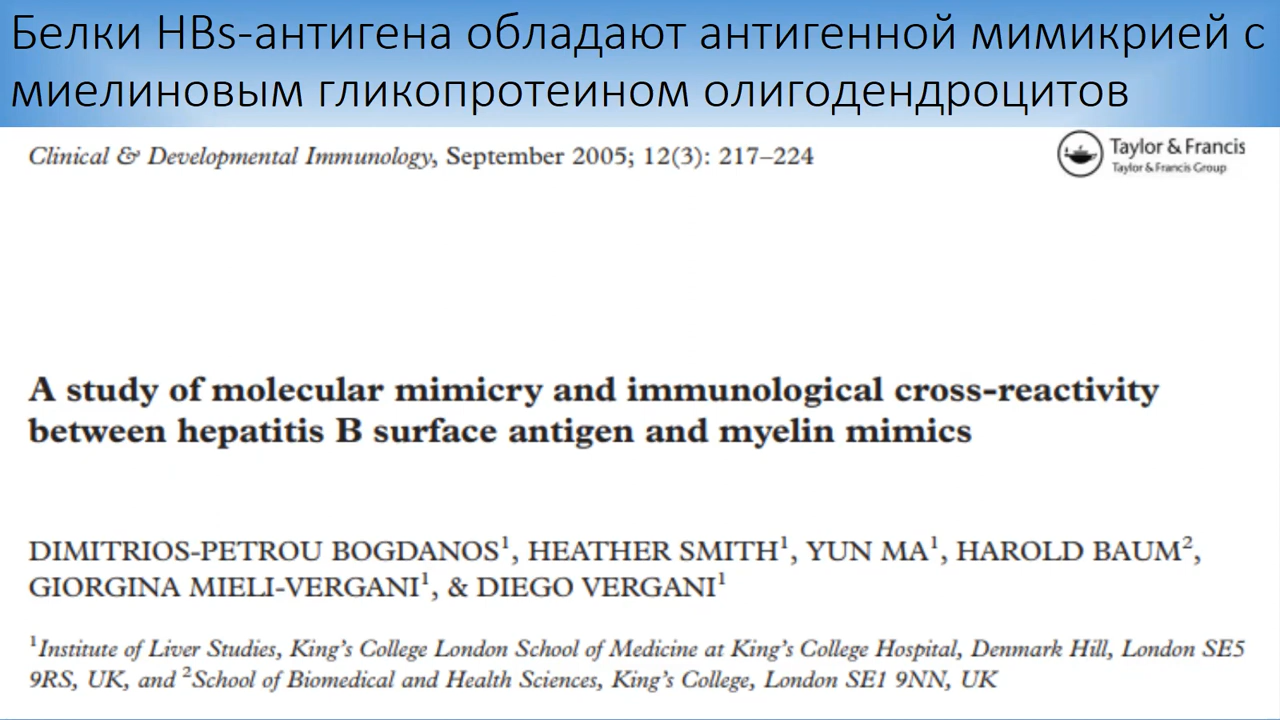 Белки HBs-антигена обладают антигенной мимикрией с
миелиновым гликопротеином олигодендроцитов
Clinical & Developmental Immunology, September 2005; 12(3): 217–224
Taylor & Francis
Taylor & Francis Group
A study of molecular mimicry and immunological cross-reactivity
between hepatitis B surface antigen and myelin mimics
DIMITRIOS-PETROU BOGDANOS¹, HEATHER SMITH¹, YUN MA¹, HAROLD BAUM²,
GIORGINA MIELI-VERGANI¹, & DIEGO VERGANI¹
¹Institute of Liver Studies, King's College London School of Medicine at King's College Hospital, Denmark Hill, London SE5
9RS, UK, and ²School of Biomedical and Health Sciences, King's College, London SE1 9NN, UK